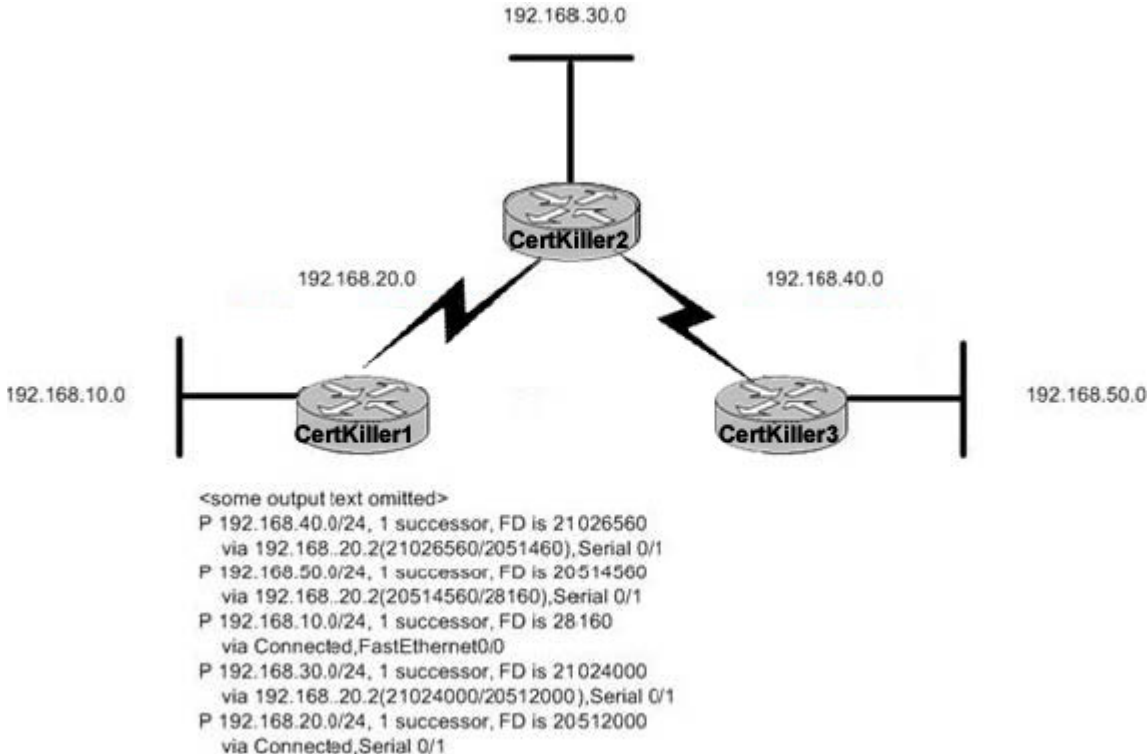 192.168.30.0
CertKiller2
192.168.20.0
192.168.40.0
192.168.10.0
CertKiller1
CertKiller3
192.168.50.0
<some output text omitted>
P 192.168.40.0/24, 1 successor, FD is 21026560
via 192.168..20.2(21026560/2051460),Serial 0/1
P 192.168.50.0/24, 1 successor, FD is 20514560
via 192.168..20.2(20514560/28160),Serial 0/1
P 192.168.10.0/24, 1 successor, FD is 28160
via Connected,FastEthernet0/0
P 192.168.30.0/24, 1 successor, FD is 21024000
via 192.168..20.2(21024000/20512000),Serial 0/1
P 192.168.20.0/24, 1 successor, FD is 20512000
via Connected,Serial 0/1